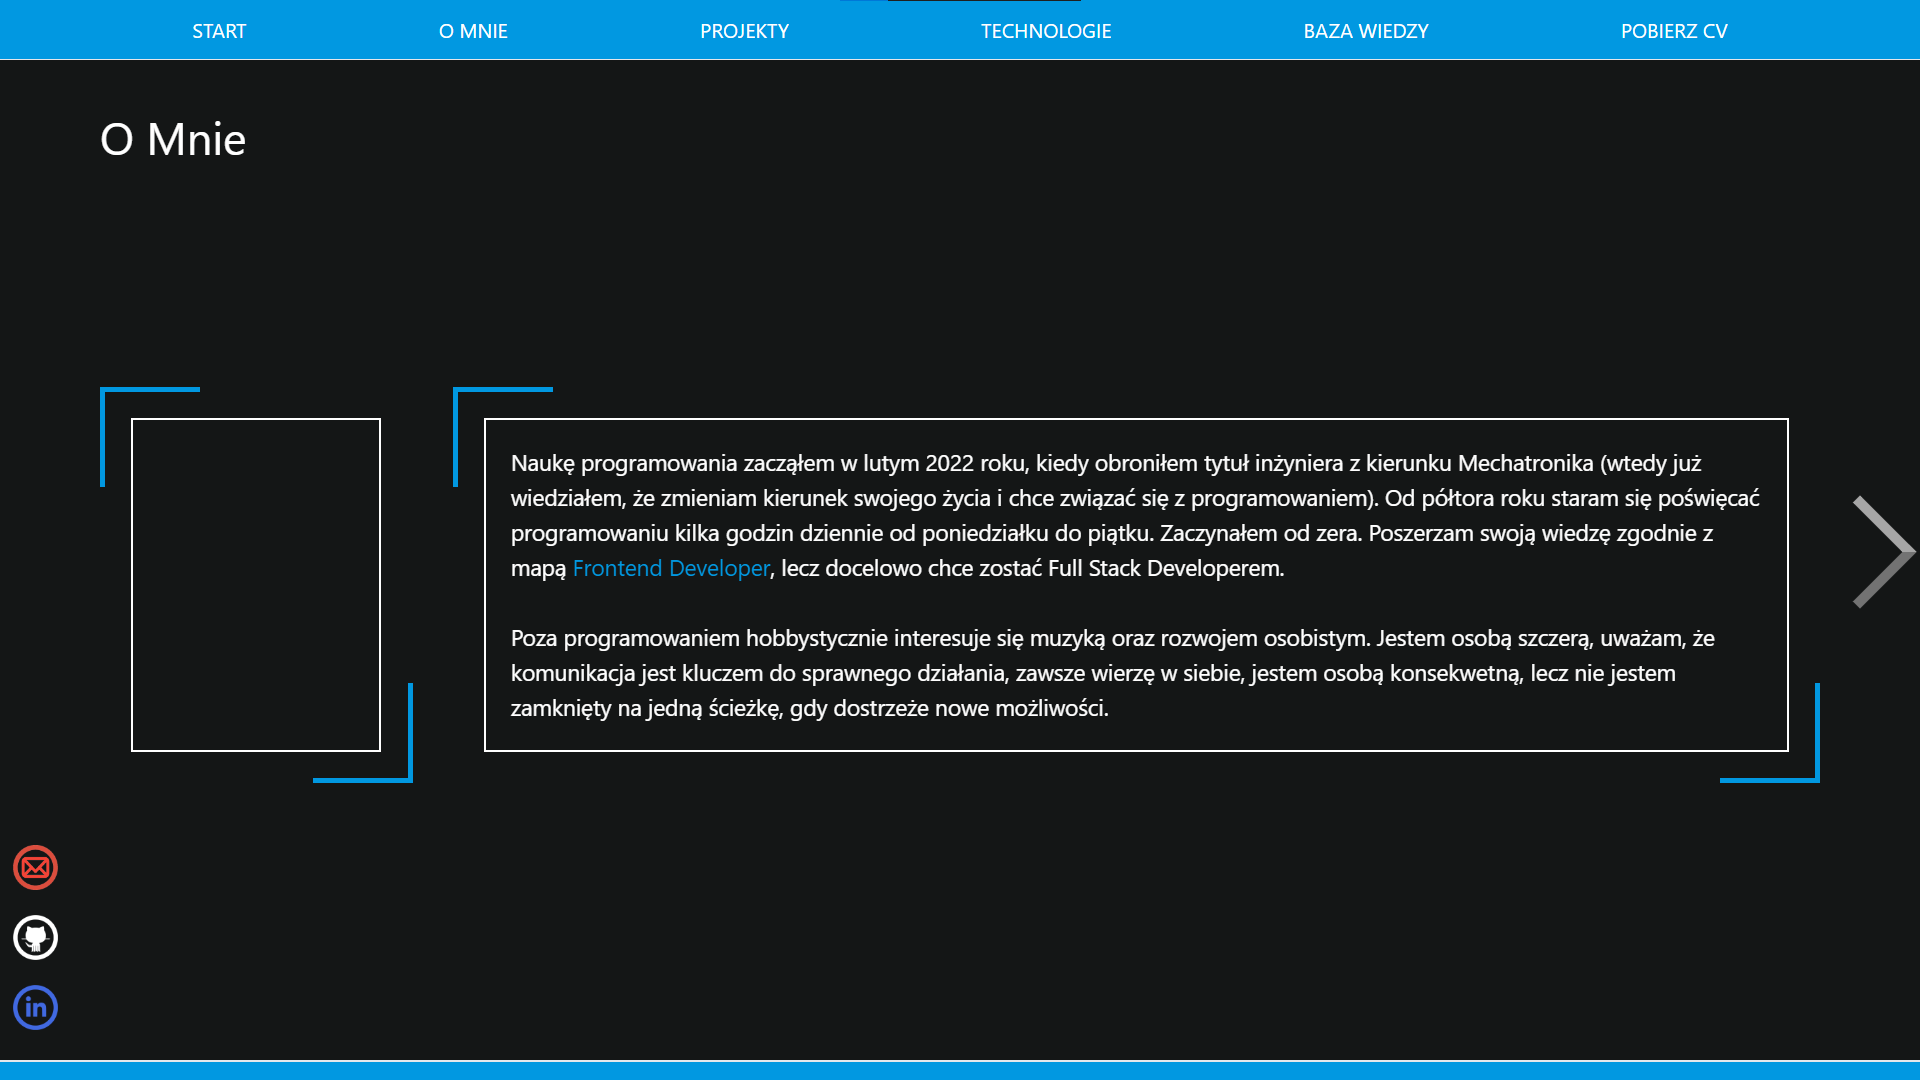 START O MNIE PROJEKTY TECHNOLOGIE BAZA WIEDZY POBIERZ CV
O Mnie
Naukę programowania zacząłem w lutym 2022 roku, kiedy obroniłem tytuł inżyniera z kierunku Mechatronika (wtedy już
wiedziałem, że zmieniam kierunek swojego życia i chce związać się z programowaniem). Od półtora roku staram się poświęcać
programowaniu kilka godzin dziennie od poniedziałku do piątku. Zaczynałem od zera. Poszerzam swoją wiedzę zgodnie z
mapą Frontend Developer, lecz docelowo chce zostać Full Stack Developerem.
Poza programowaniem hobbystycznie interesuje się muzyką oraz rozwojem osobistym. Jestem osobą szczerą, uważam, że
komunikacja jest kluczem do sprawnego działania, zawsze wierzę w siebie, jestem osobą konsekwetną, lecz nie jestem
zamknięty na jedną ścieżkę, gdy dostrzeże nowe możliwości.
in